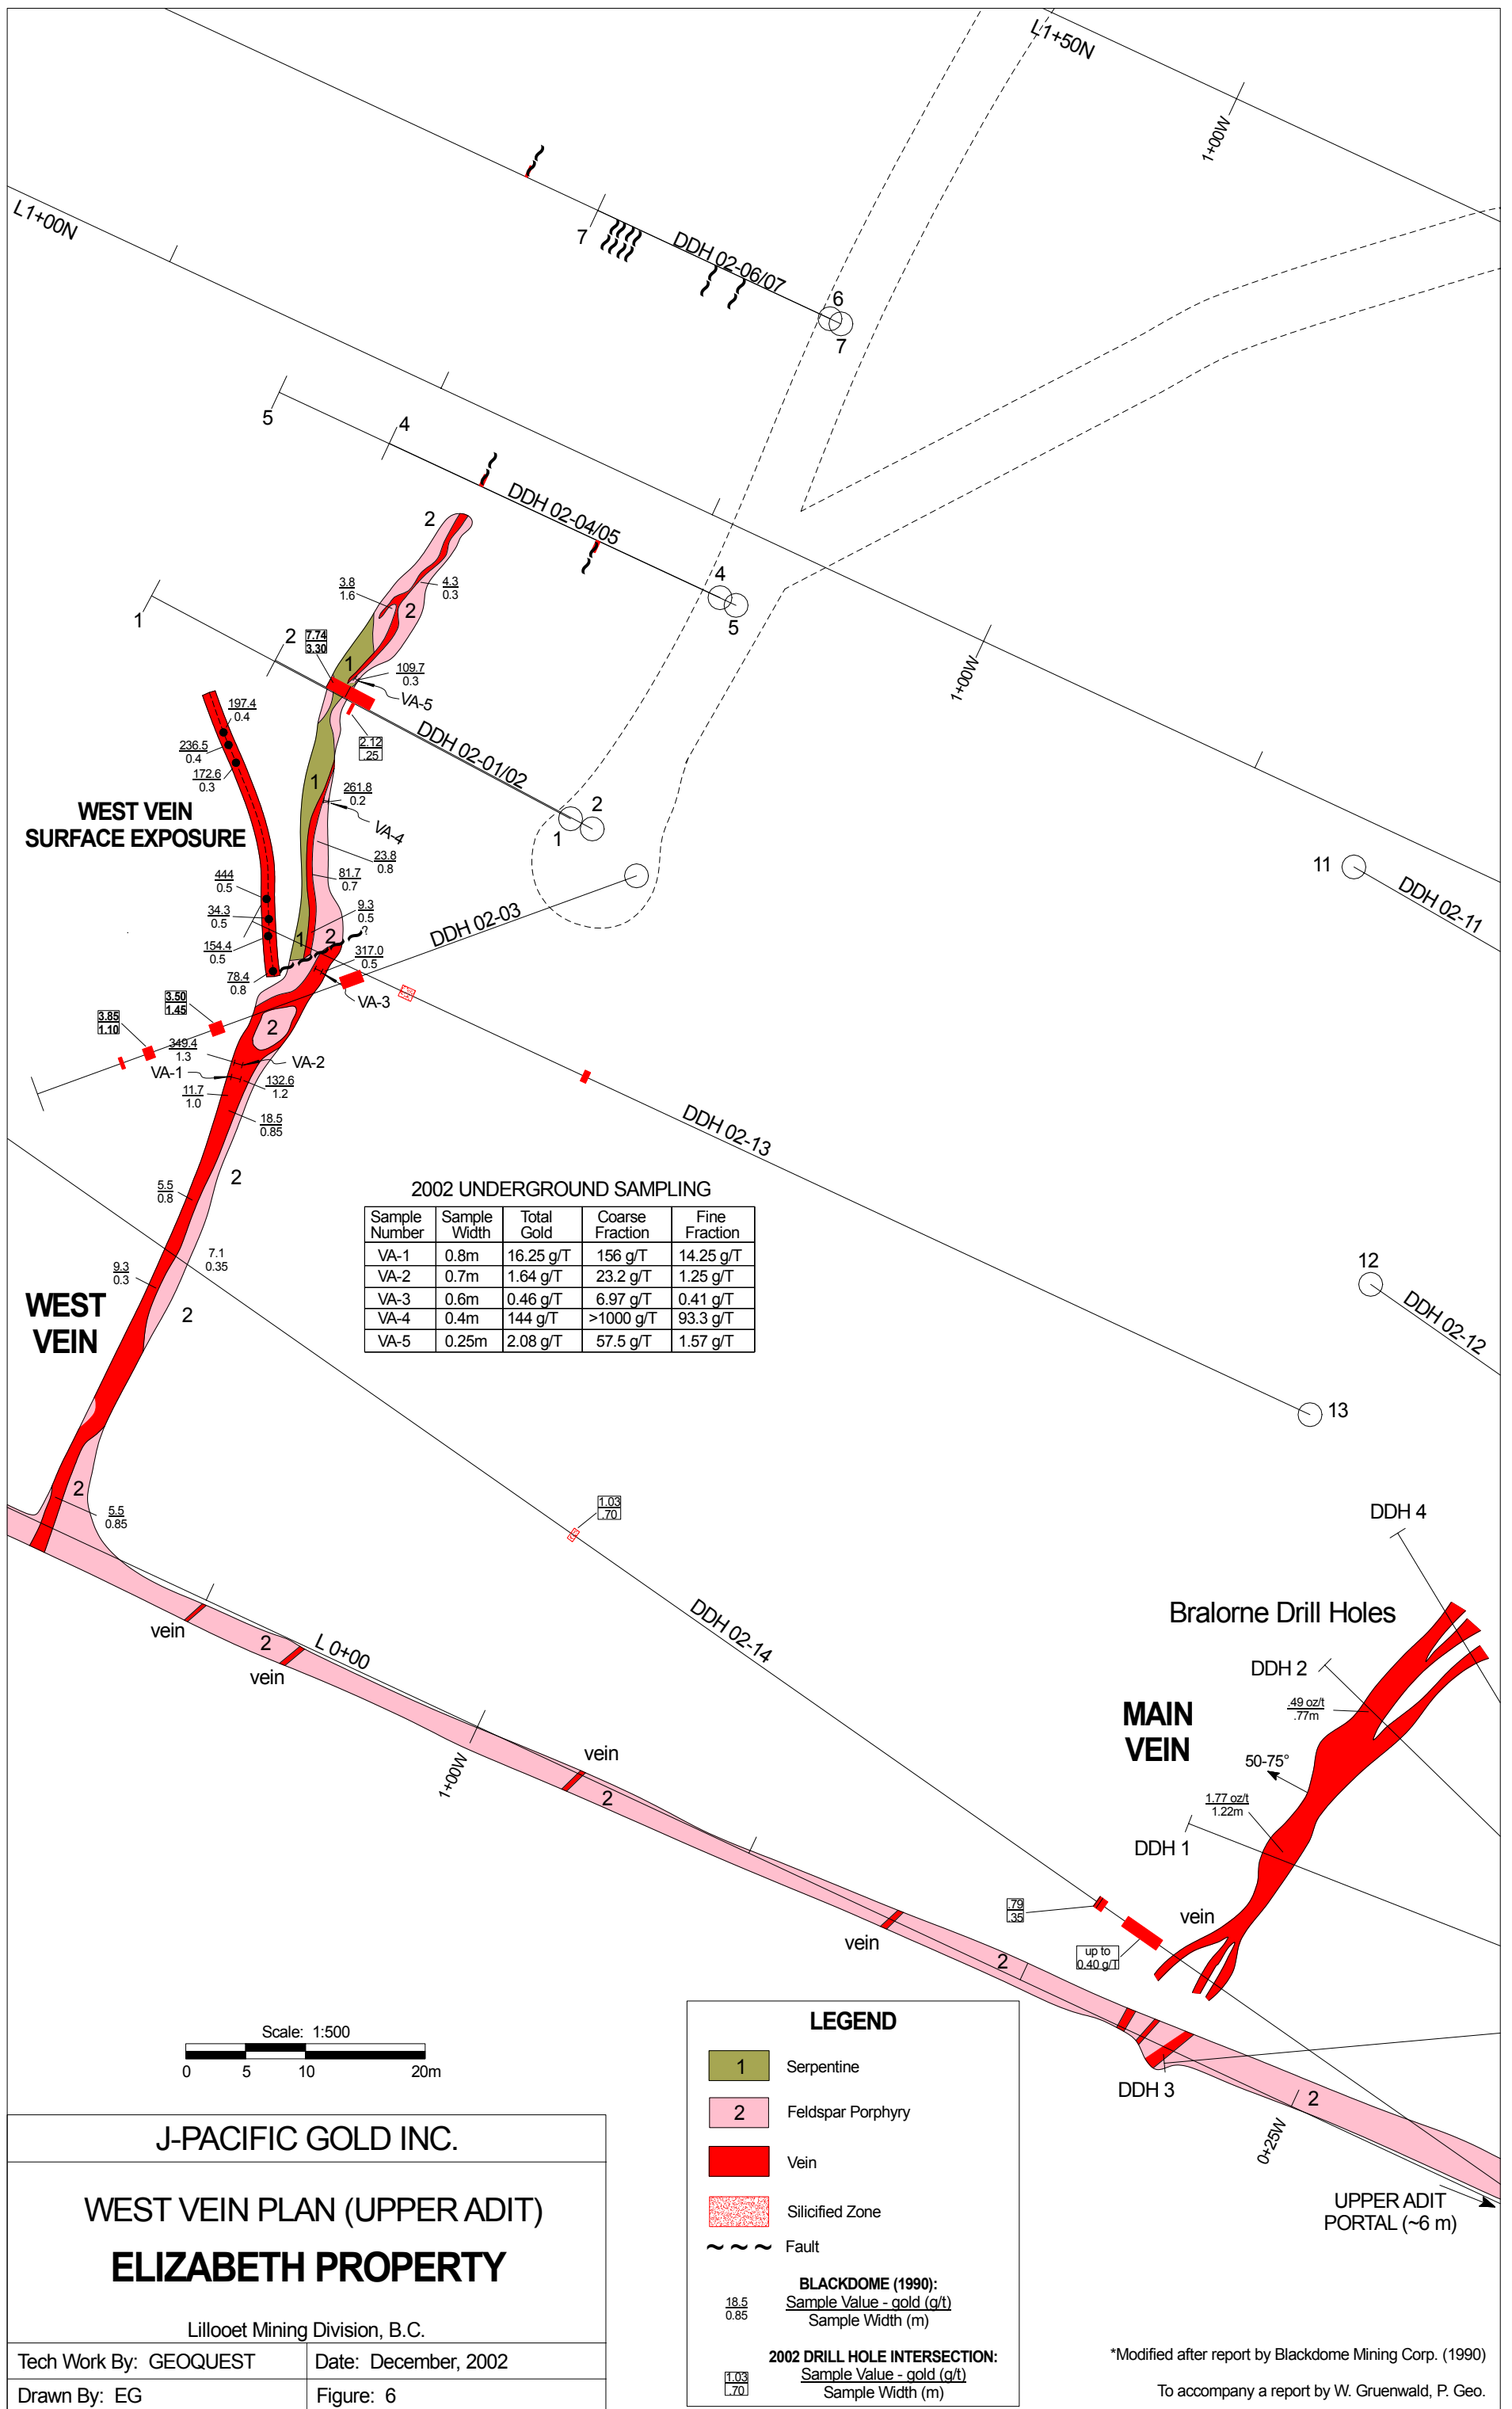 L1+50N
1+00W
L1+00N
7
DDH 02-06/07
6
7
5
4
DDH 02-04/05
4
5
2
3.8
1.6
4.3
0.3
2
1
2
7.74
3.30
1
109.7
0.3
VA-5
1+00W
197.4
0.4
236.5
0.4
172.6
0.3
2.12
.25
DDH 02-01/02
1
261.8
0.2
VA-4
1
2
WEST VEIN
SURFACE EXPOSURE
23.8
0.8
81.7
0.7
444
0.5
34.3
0.5
154.4
0.5
78.4
0.8
9.3
0.5
?
1
2
317.0
0.5
VA-3
DDH 02-03
11
DDH 02-11
3.50
1.45
3.85
1.10
2
349.4
1.3
VA-2
VA-1
132.6
1.2
11.7
1.0
18.5
0.85
DDH 02-13
2
5.5
0.8
7.1
0.35
9.3
0.3
2
WEST
VEIN
2002 UNDERGROUND SAMPLING
Sample Number Sample Width Total Gold Coarse Fraction Fine Fraction
VA-1 0.8m 16.25 g/T 156 g/T 14.25 g/T
VA-2 0.7m 1.64 g/T 23.2 g/T 1.25 g/T
VA-3 0.6m 0.46 g/T 6.97 g/T 0.41 g/T
VA-4 0.4m 144 g/T >1000 g/T 93.3 g/T
VA-5 0.25m 2.08 g/T 57.5 g/T 1.57 g/T
12
DDH 02-12
13
2
5.5
0.85
1.03
.70
DDH 4
Bralorne Drill Holes
DDH 2
.49 oz/t
.77m
MAIN
VEIN
50-75°
1.77 oz/t
1.22m
DDH 1
vein
2
L 0+00
vein
DDH 02-14
1+00W
vein
2
vein
.79
.35
vein
up to
0.40 g/T
2
DDH 3
2
0+25W
UPPER ADIT
PORTAL (~6 m)
Scale: 1:500
0 5 10 20m
LEGEND
1 Serpentine
2 Feldspar Porphyry
Vein
Silicified Zone
Fault
BLACKDOME (1990):
18.5
0.85
Sample Value - gold (g/t)
Sample Width (m)
2002 DRILL HOLE INTERSECTION:
1.03
.70
Sample Value - gold (g/t)
Sample Width (m)
J-PACIFIC GOLD INC.
WEST VEIN PLAN (UPPER ADIT)
ELIZABETH PROPERTY
Lillooet Mining Division, B.C.
Tech Work By: GEOQUEST Date: December, 2002
Drawn By: EG Figure: 6
*Modified after report by Blackdome Mining Corp. (1990)
To accompany a report by W. Gruenwald, P. Geo.